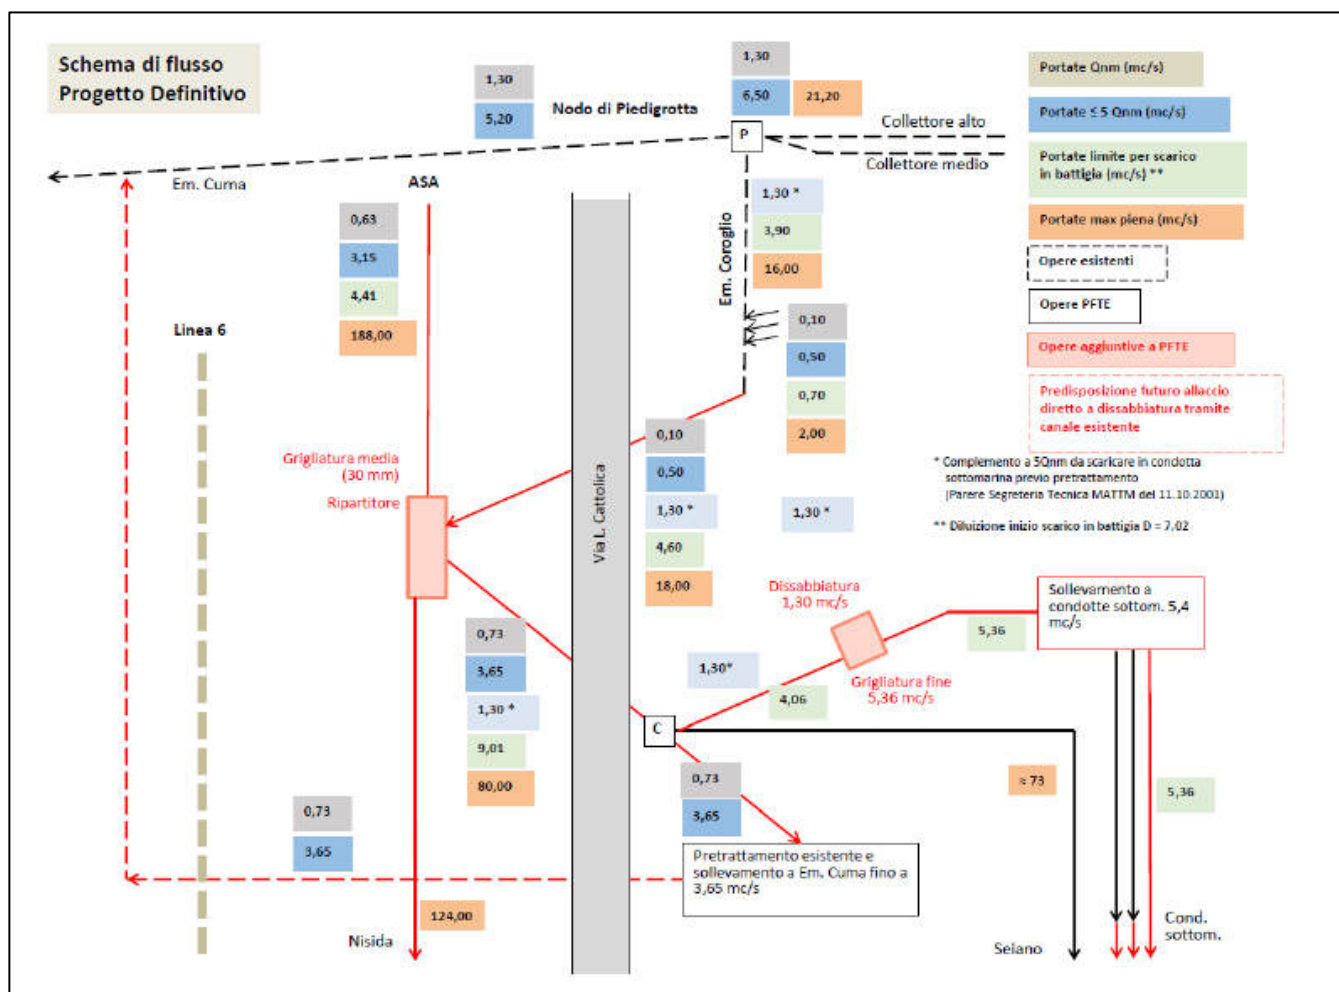 Schema di flusso
Progetto Definitivo
1,30
5,20
Nodo di Piedigrotta
1,30
6,50
21,20
P
Collettore alto
Collettore medio
Em. Cuma
ASA
0,63
3,15
4,41
188,00
Linea 6
Em. Coroglio
1,30 *
3,90
16,00
0,10
0,50
0,70
2,00
Portate Qnm (mc/s)
Portate ≤ 5 Qnm (mc/s)
Portate limite per scarico
in battigia (mc/s) **
Portate max piena (mc/s)
Opere esistenti
Opere PFTE
Opere aggiuntive a PFTE
Predisposizione futuro allaccio
diretto a dissabbiatura tramite
canale esistente
* Complemento a 5Qnm da scaricare in condotta
sottomarina previo pretrattamento
(Parere Segreteria Tecnica MATTM del 11.10.2001)
** Diluizione inizio scarico in battigia D = 7,02
Grigliatura media
(30 mm)
Ripartitore
Via L. Cattolica
0,10
0,50
1,30 *
4,60
18,00
1,30 *
Dissabbiatura
1,30 mc/s
Sollevamento a
condotte sottom. 5,4
mc/s
5,36
Grigliatura fine
5,36 mc/s
1,30*
4,06
0,73
3,65
1,30 *
9,01
80,00
C
0,73
3,65
≈ 73
5,36
0,73
3,65
Pretrattamento esistente e
sollevamento a Em. Cuma fino a
3,65 mc/s
124,00
Nisida
Seiano
Cond.
sottom.